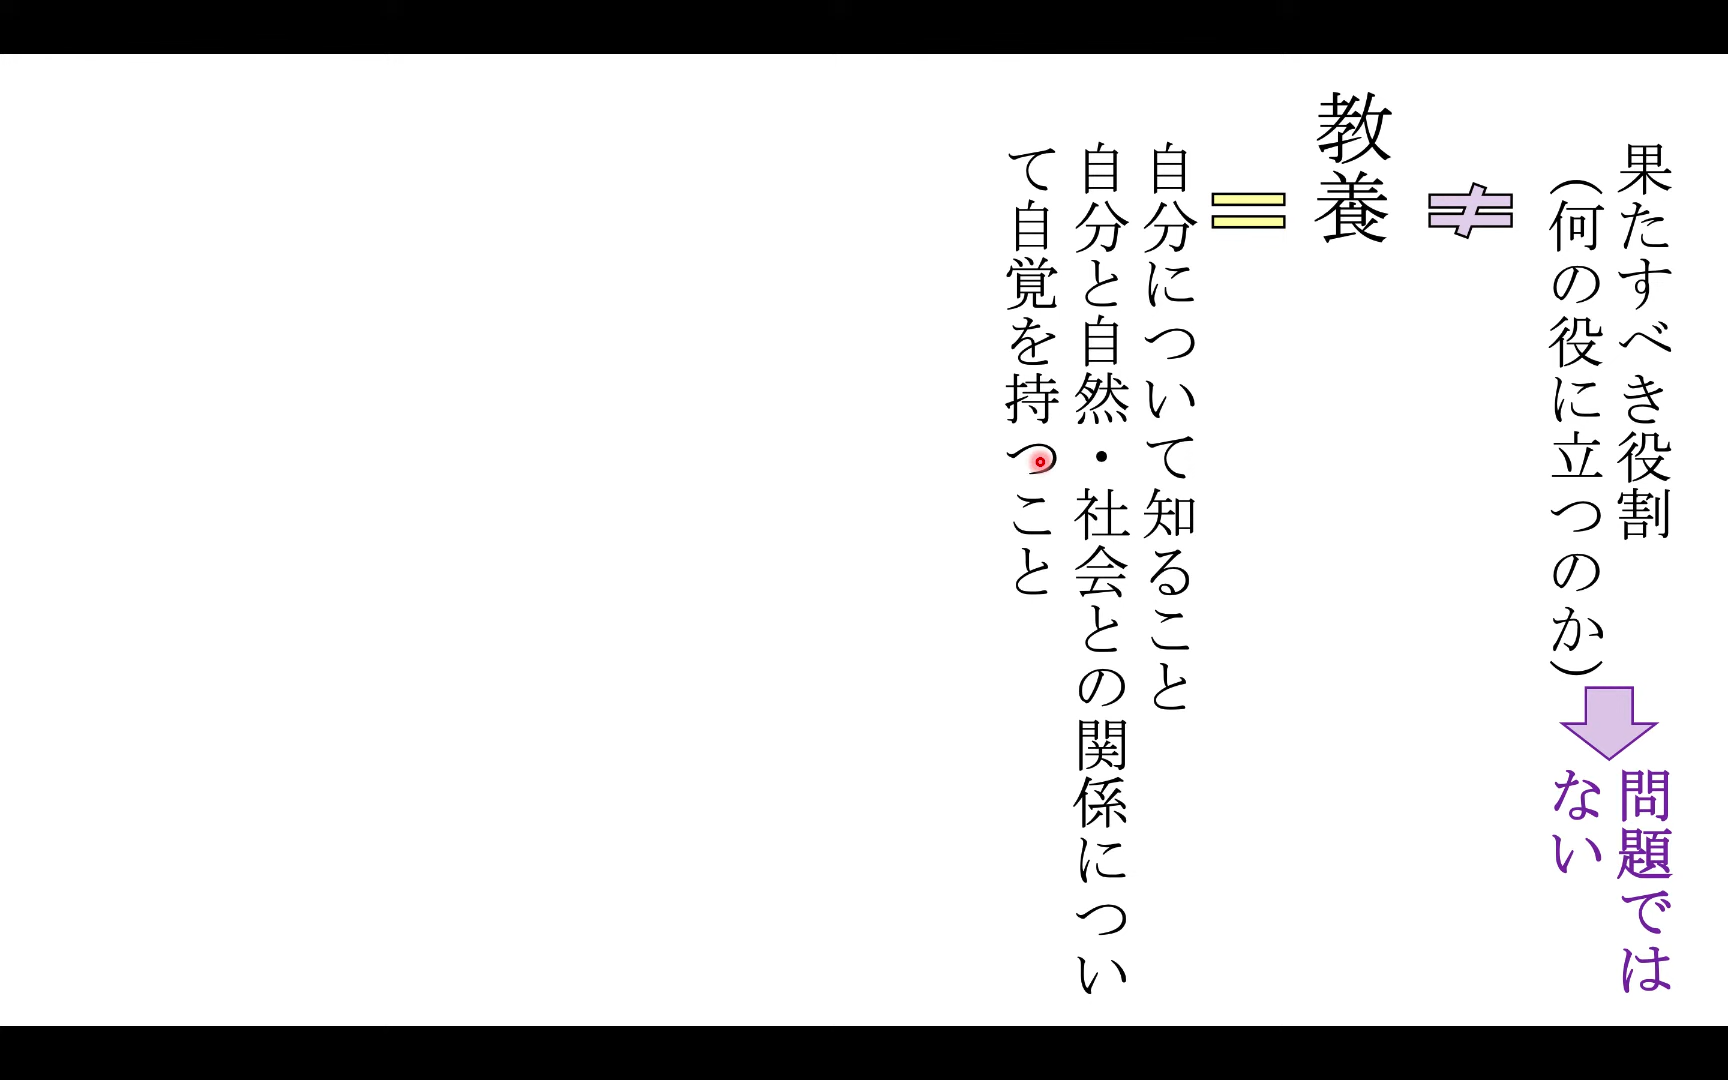 果たすべき役割
（何の役に立つのか）
問題では
ない
≠
教養
＝
自分について知ること
自分と自然・社会との関係につい
て自覚を持つこと